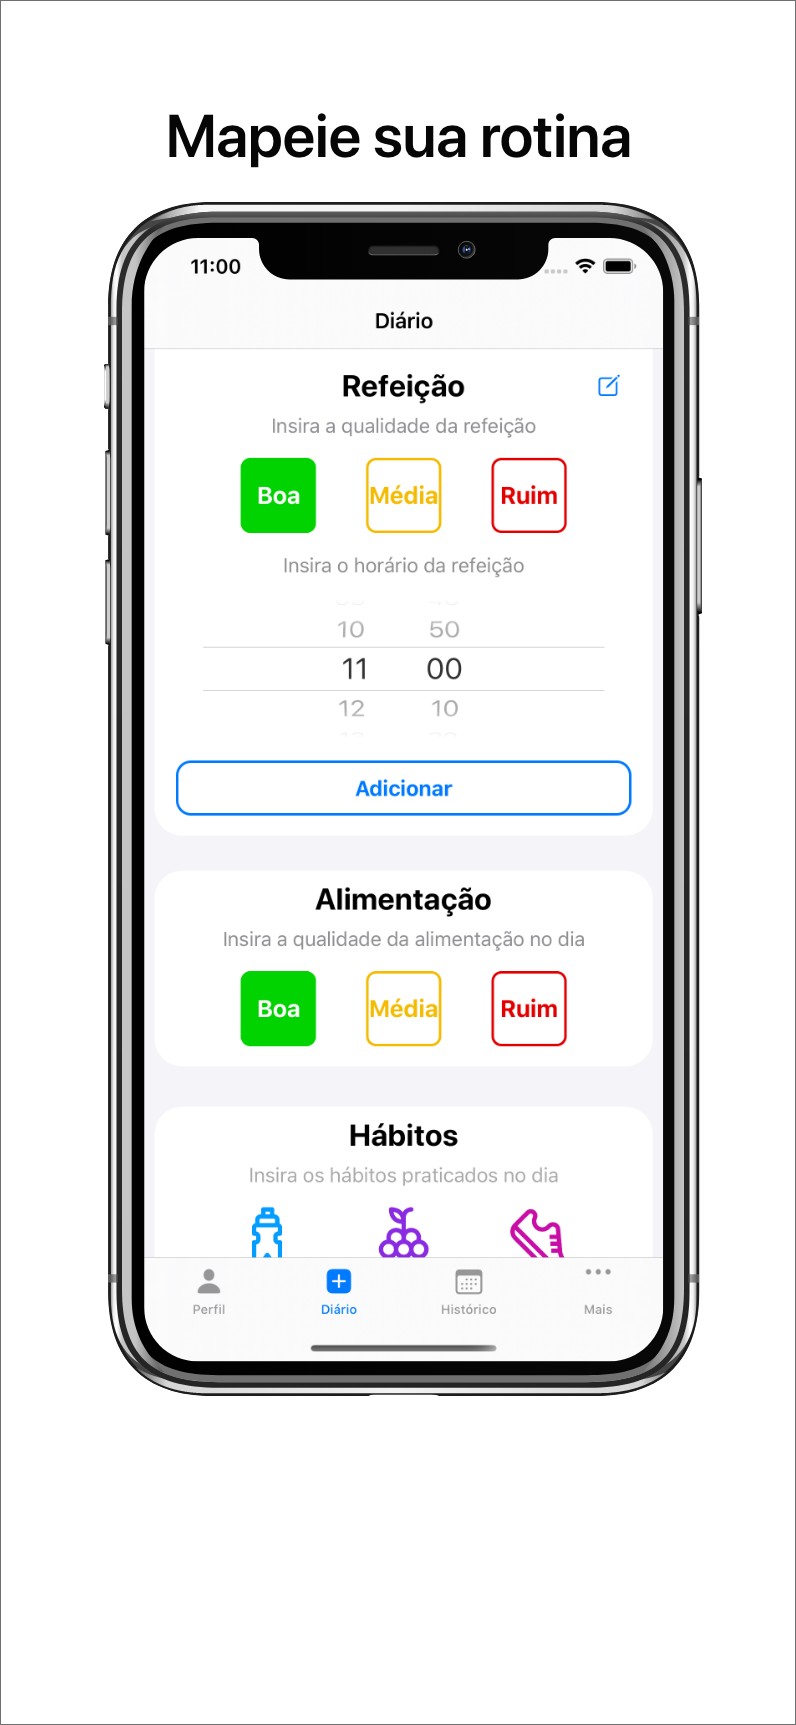 Mapeie sua rotina
11:00
Diário
Refeição
Insira a qualidade da refeição
Boa Média Ruim
Insira o horário da refeição
10 50
11 00
12 10
Adicionar
Alimentação
Insira a qualidade da alimentação no dia
Boa Média Ruim
Hábitos
Insira os hábitos praticados no dia
Perfil Diário Histórico Mais